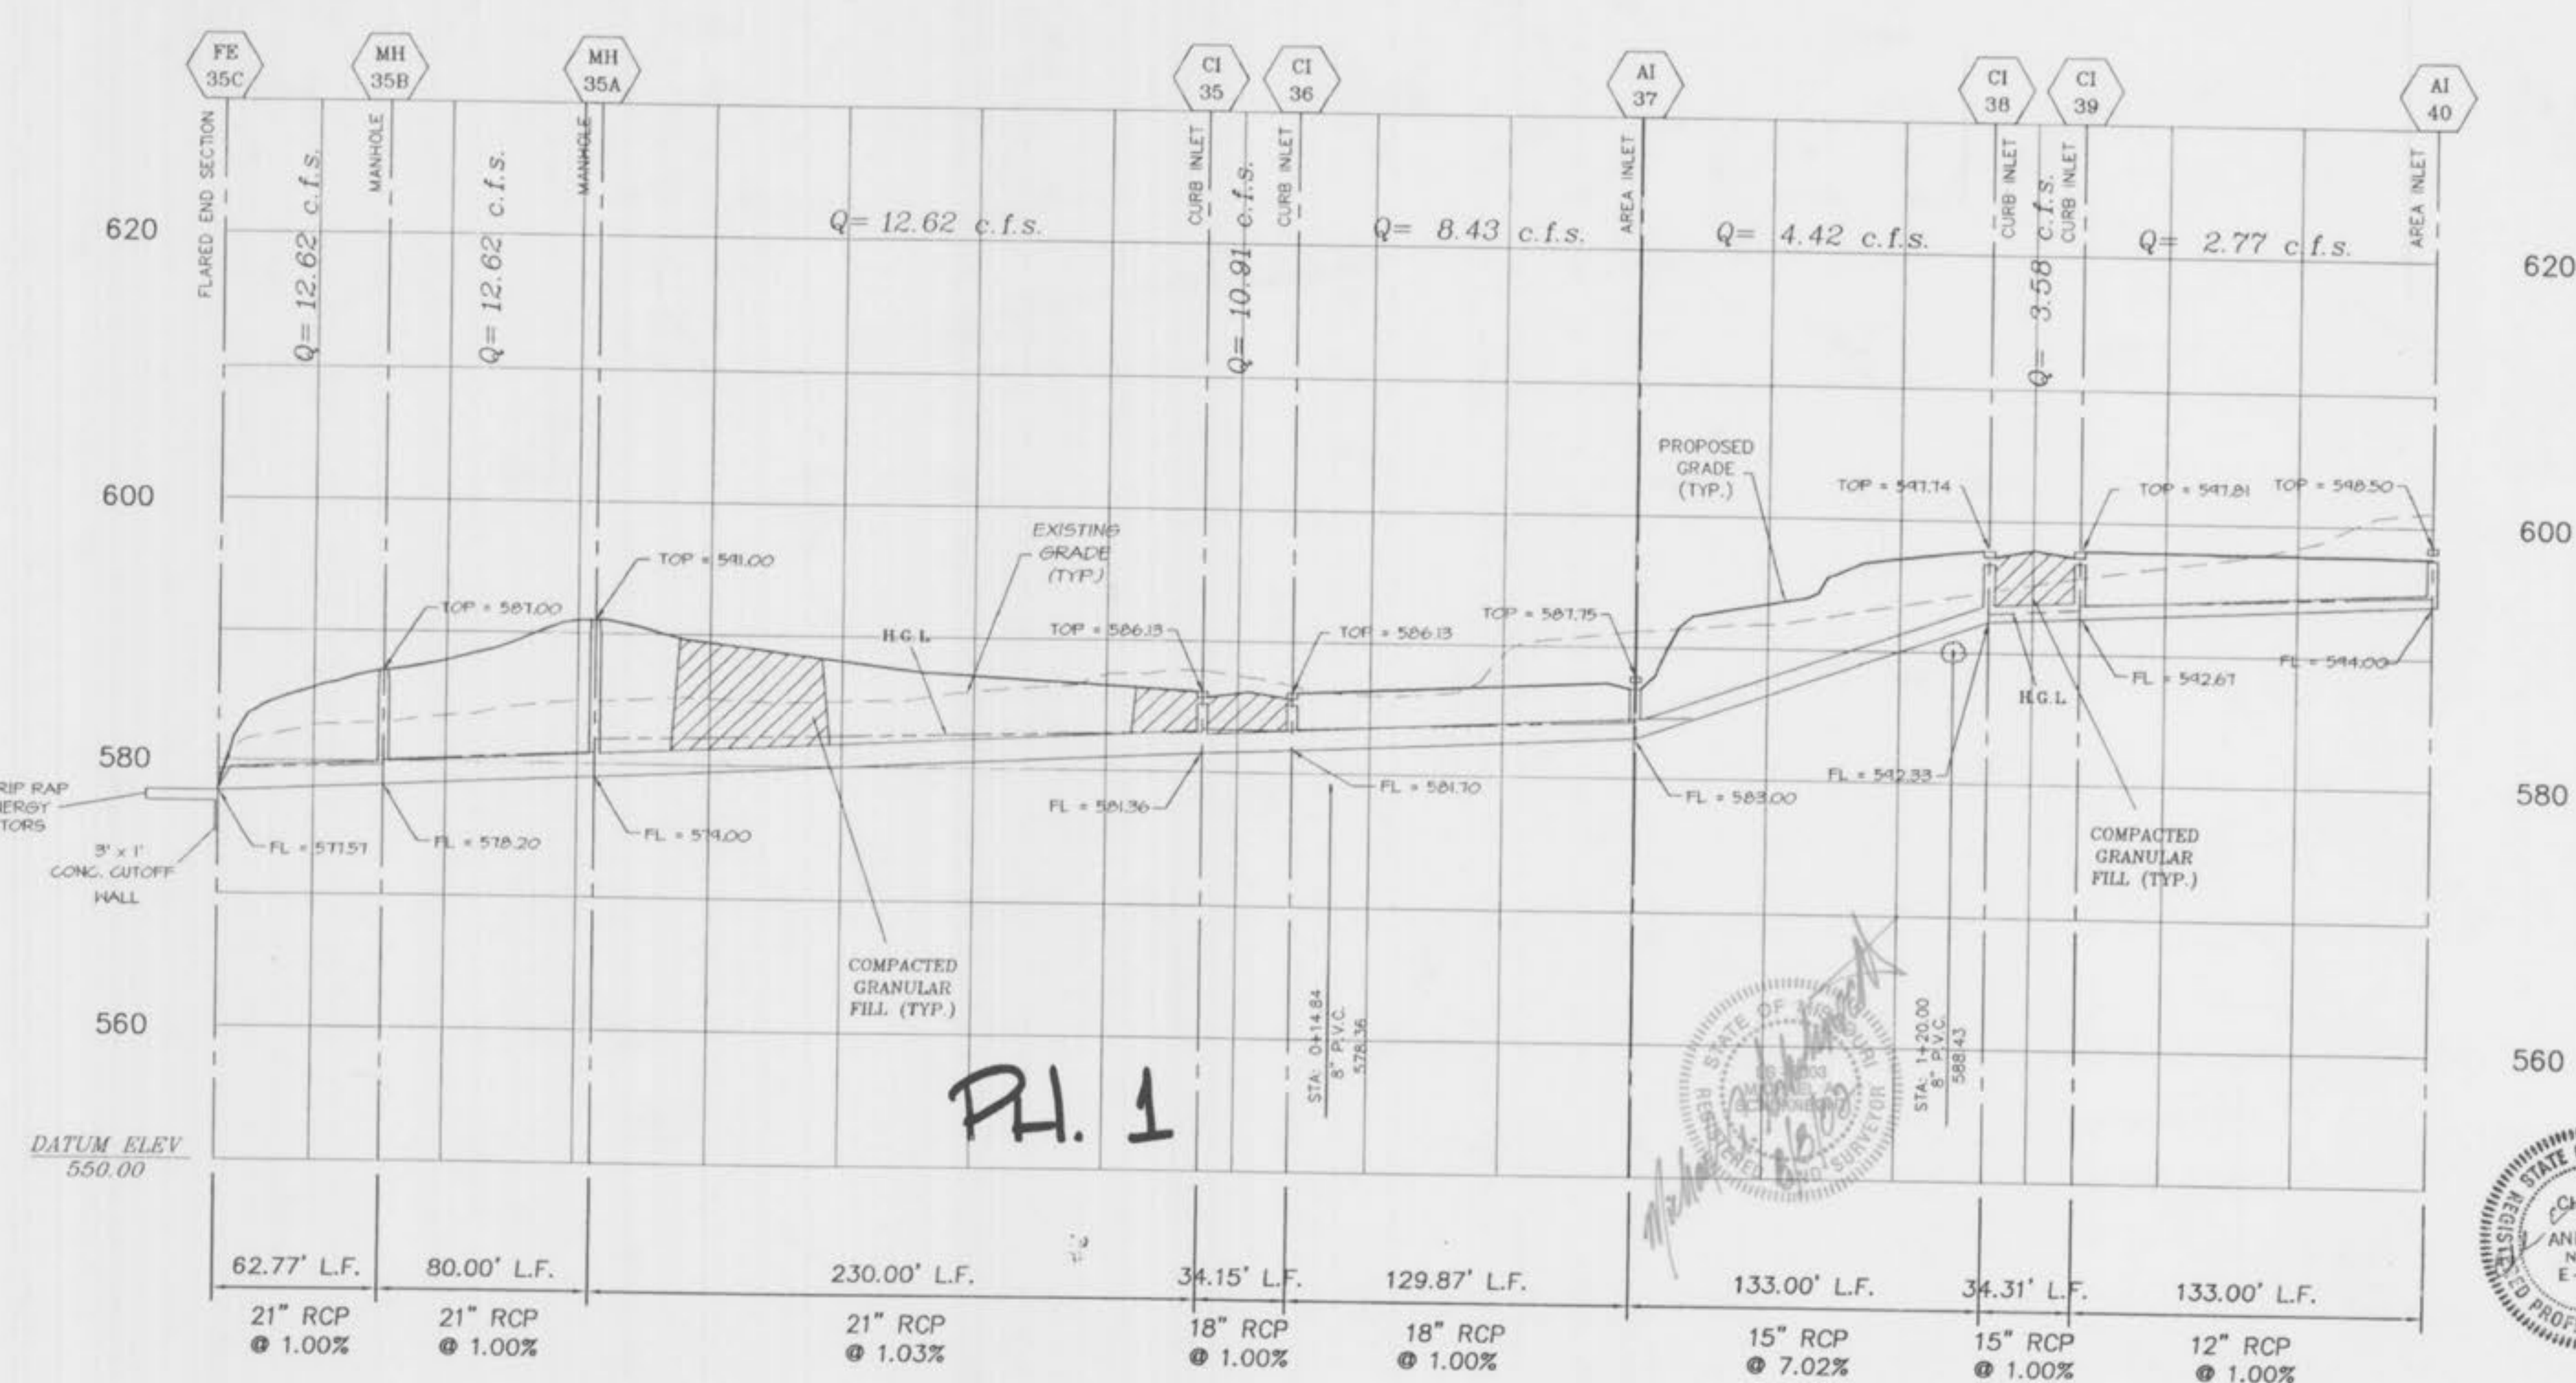 FE
35C
MH
35B
MH
35A
CI
35
CI
36
AI
37
CI
38
CI
39
AI
40
FLARED END SECTION
MANHOLE
MANHOLE
CURB INLET
CURB INLET
AREA INLET
CURB INLET
CURB INLET
AREA INLET
Q= 12.62 c.f.s.
Q= 12.62 c.f.s.
Q= 12.62 c.f.s.
Q= 10.91 c.f.s.
Q= 8.43 c.f.s.
Q= 4.42 c.f.s.
Q= 3.58 c.f.s.
Q= 2.77 c.f.s.
620
620
600
600
580
580
560
560
PROPOSED
GRADE
(TYP.)
EXISTING
GRADE
(TYP.)
TOP = 587.00
TOP = 591.00
H.G.L.
TOP = 586.13
TOP = 586.13
TOP = 587.75
TOP = 597.74
TOP = 597.81
TOP = 598.50
RIP RAP
3' x 1'
CONC. CUTOFF
WALL
FL = 577.57
FL = 578.20
FL = 579.00
FL = 581.36
FL = 581.70
FL = 583.00
FL = 592.33
H.G.L.
FL = 592.67
FL = 594.00
COMPACTED
GRANULAR
FILL (TYP.)
COMPACTED
GRANULAR
FILL (TYP.)
STA: 0+14.84
8" P.V.C.
578.36
STA: 1+20.00
8" P.V.C.
588.43
PH. 1
STATE OF MISSOURI
REGISTERED LAND SURVEYOR
DATUM ELEV
550.00
62.77' L.F.
80.00' L.F.
230.00' L.F.
34.15' L.F.
129.87' L.F.
133.00' L.F.
34.31' L.F.
133.00' L.F.
21" RCP
@ 1.00%
21" RCP
@ 1.00%
21" RCP
@ 1.03%
18" RCP
@ 1.00%
18" RCP
@ 1.00%
15" RCP
@ 7.02%
15" RCP
@ 1.00%
12" RCP
@ 1.00%